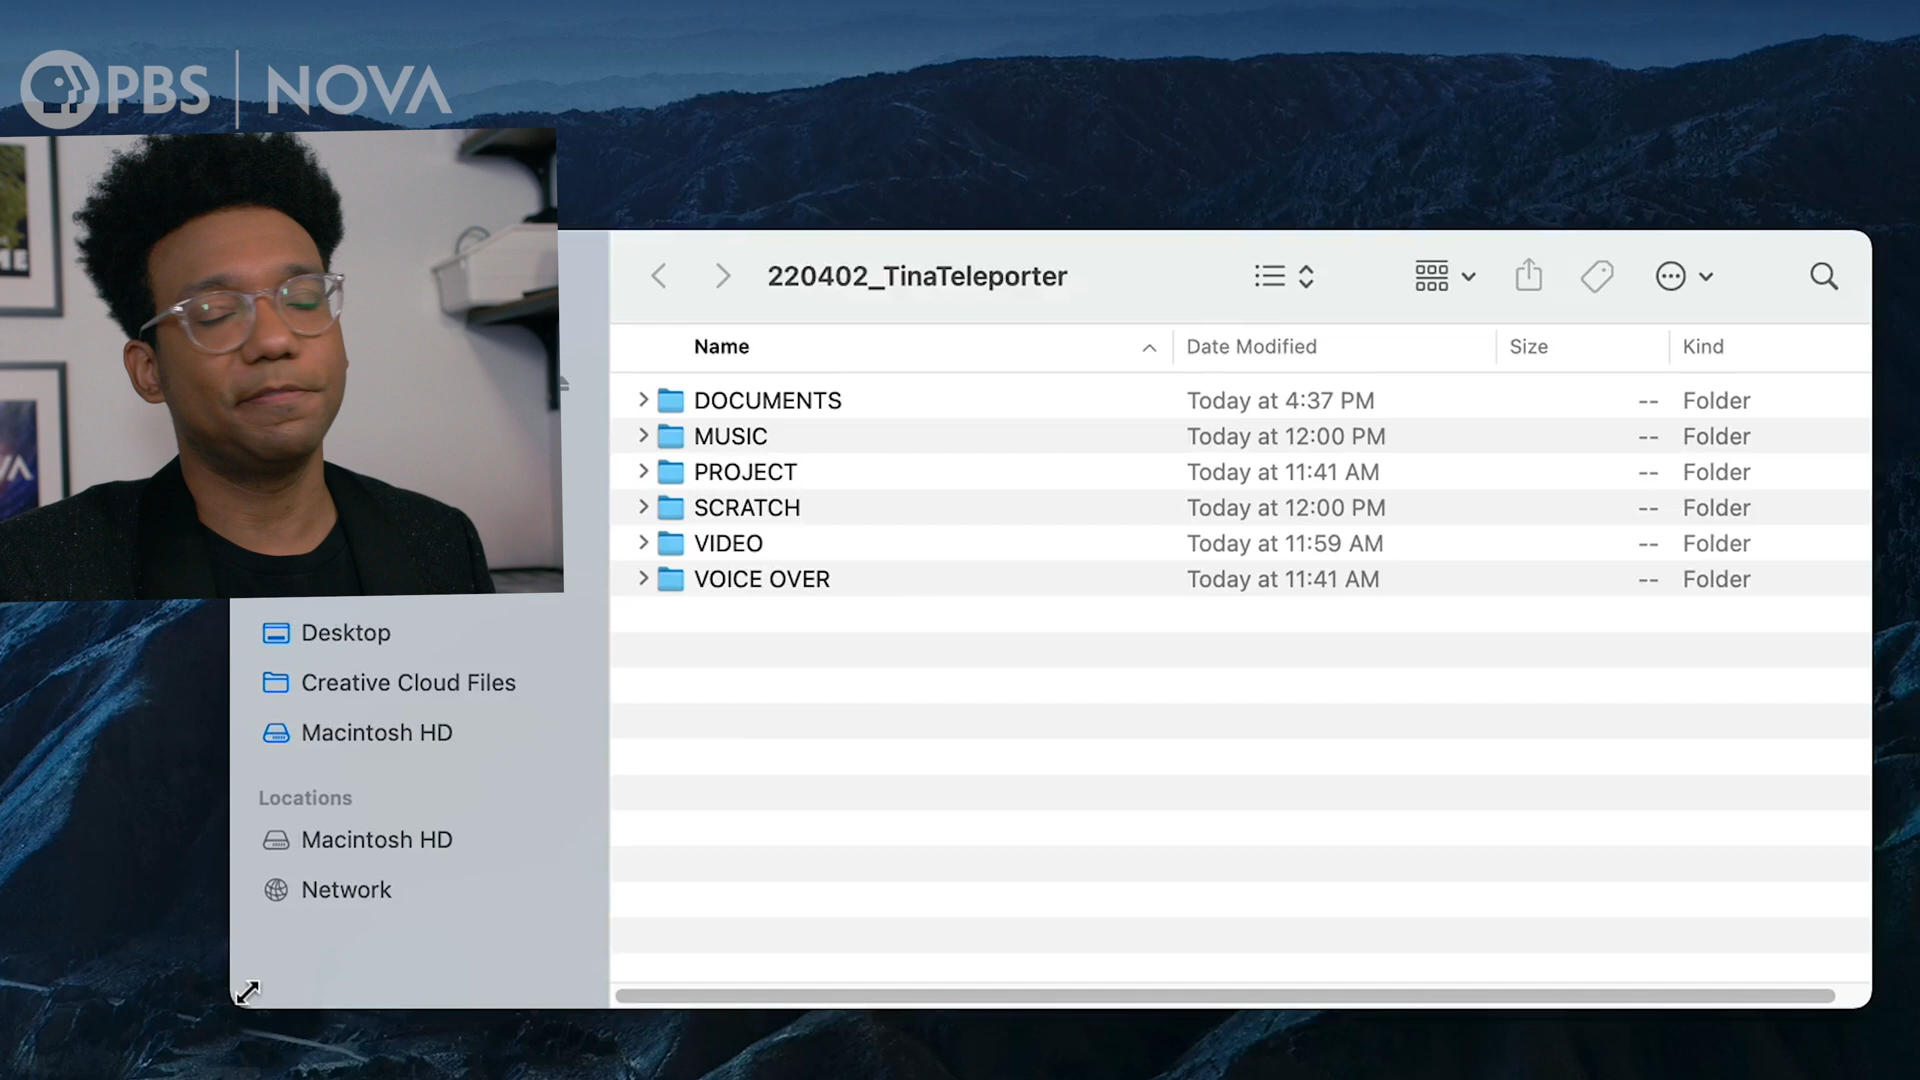 PBS | NOVA
220402_TinaTeleporter
Name Date Modified Size Kind
DOCUMENTS Today at 4:37 PM -- Folder
MUSIC Today at 12:00 PM -- Folder
PROJECT Today at 11:41 AM -- Folder
SCRATCH Today at 12:00 PM -- Folder
VIDEO Today at 11:59 AM -- Folder
VOICE OVER Today at 11:41 AM -- Folder
Desktop
Creative Cloud Files
Macintosh HD
Locations
Macintosh HD
Network